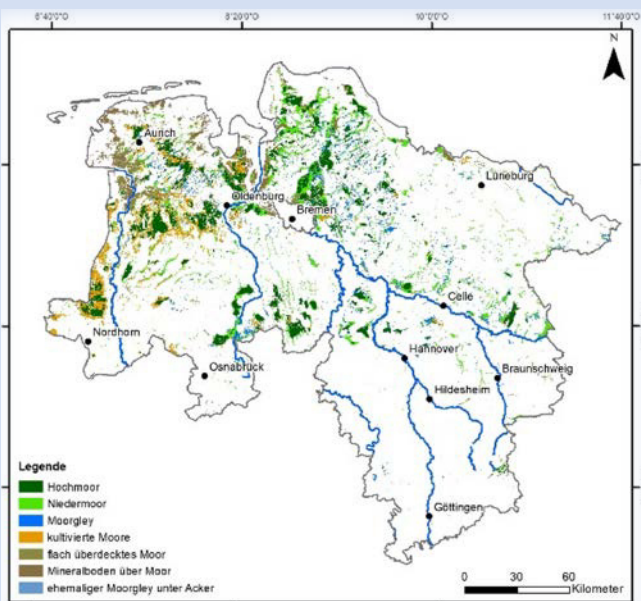 6°40'0"O 8°20'0"O 10°0'0"O 11°40'0"O
N
Aurich
Lüneburg
Oldenburg
Bremen
Celle
Nordhorn
Hannover
Osnabrück
Braunschweig
Hildesheim
Göttingen
Legende
Hochmoor
Niedermoor
Moorgley
kultivierte Moore
flach überdecktes Moor
Mineralboden über Moor
ehemaliger Moorgley unter Acker
0 30 60
Kilometer